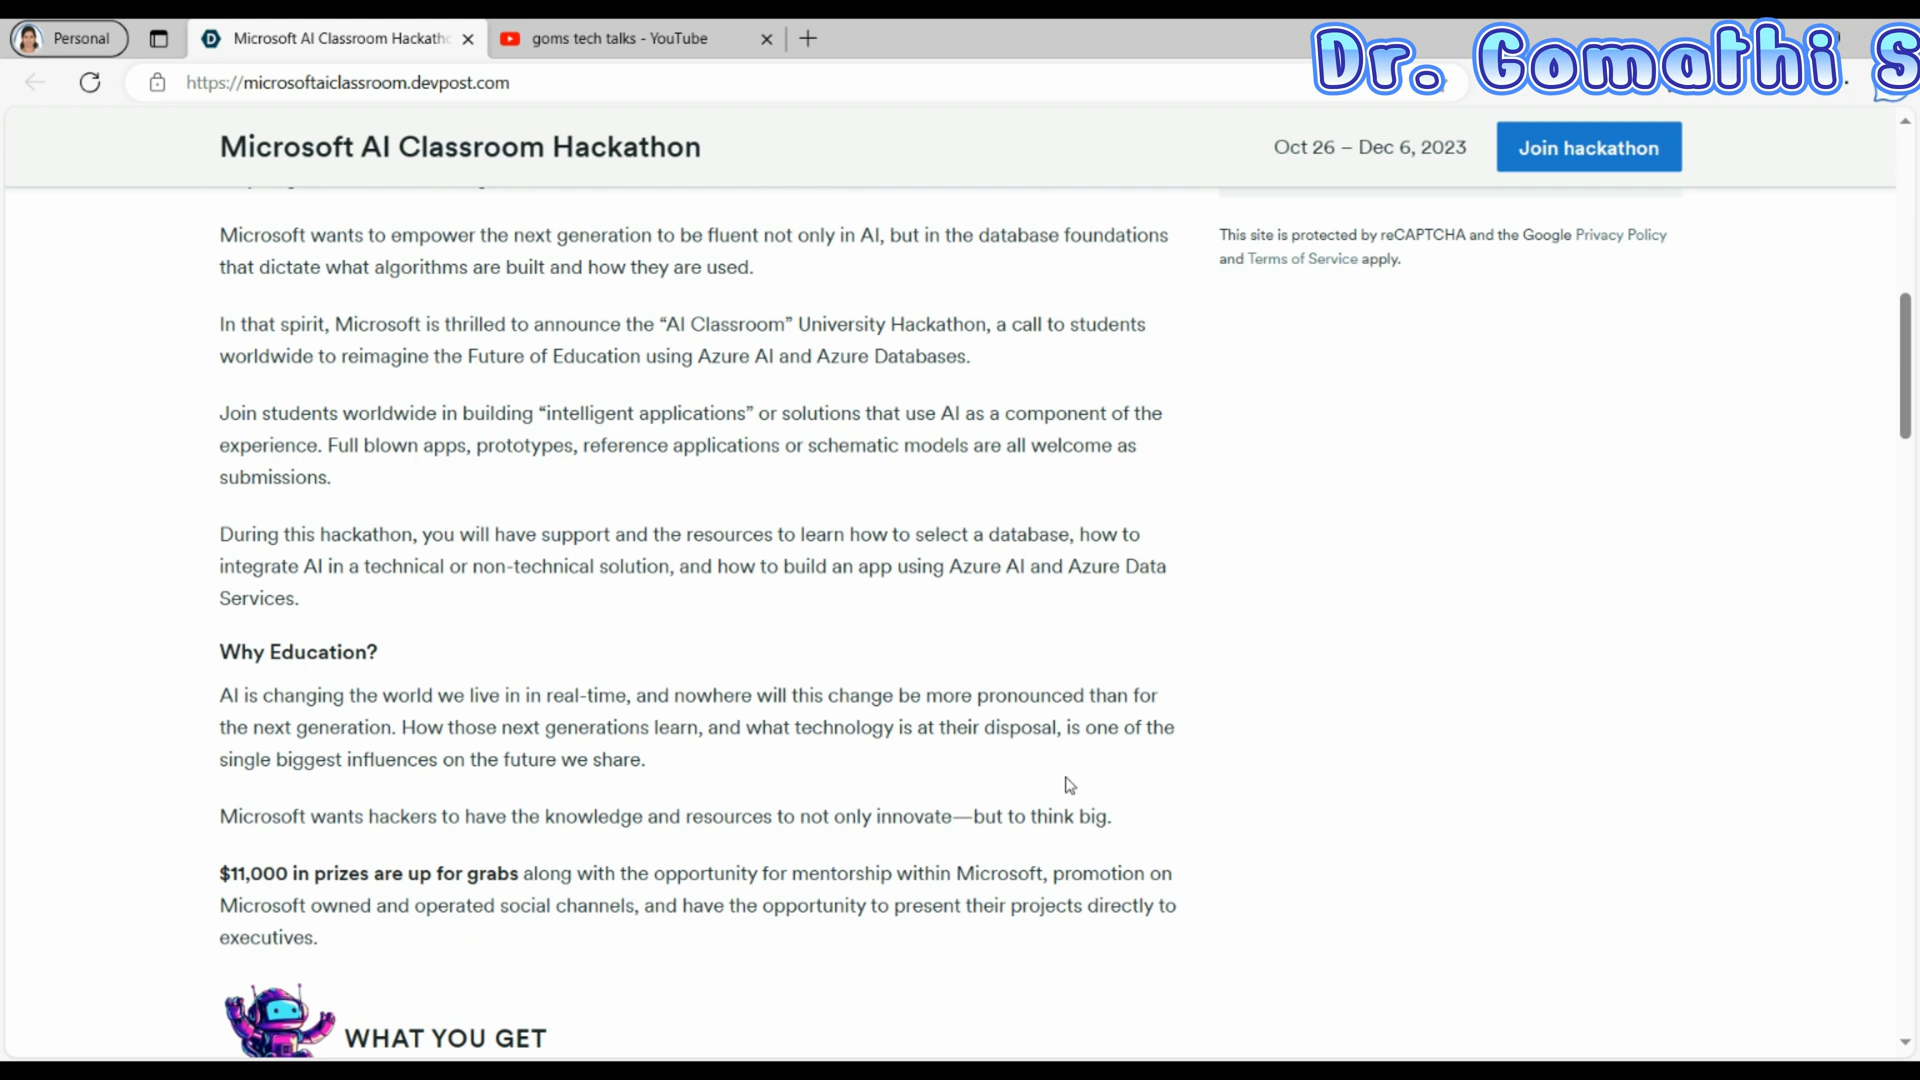 Personal
Microsoft AI Classroom Hackath
goms tech talks - YouTube
Dr. Gomathi S
https://microsoftaiclassroom.devpost.com
Microsoft AI Classroom Hackathon
Oct 26 – Dec 6, 2023
Join hackathon
Microsoft wants to empower the next generation to be fluent not only in AI, but in the database foundations
that dictate what algorithms are built and how they are used.
This site is protected by reCAPTCHA and the Google Privacy Policy
and Terms of Service apply.
In that spirit, Microsoft is thrilled to announce the “AI Classroom” University Hackathon, a call to students
worldwide to reimagine the Future of Education using Azure AI and Azure Databases.
Join students worldwide in building “intelligent applications” or solutions that use AI as a component of the
experience. Full blown apps, prototypes, reference applications or schematic models are all welcome as
submissions.
During this hackathon, you will have support and the resources to learn how to select a database, how to
integrate AI in a technical or non-technical solution, and how to build an app using Azure AI and Azure Data
Services.
Why Education?
AI is changing the world we live in in real-time, and nowhere will this change be more pronounced than for
the next generation. How those next generations learn, and what technology is at their disposal, is one of the
single biggest influences on the future we share.
Microsoft wants hackers to have the knowledge and resources to not only innovate—but to think big.
$11,000 in prizes are up for grabs along with the opportunity for mentorship within Microsoft, promotion on
Microsoft owned and operated social channels, and have the opportunity to present their projects directly to
executives.
WHAT YOU GET